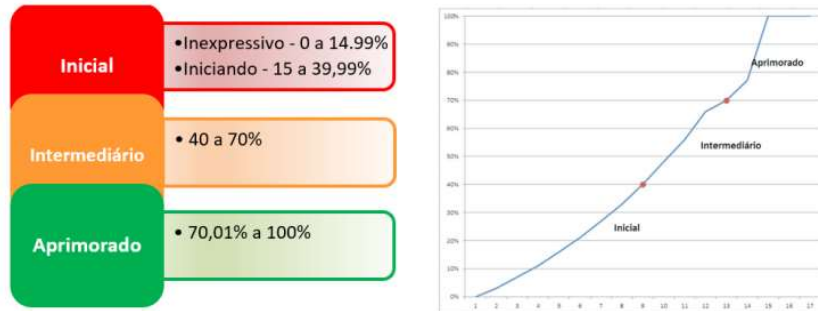 Inicial
•Inexpressivo - 0 a 14.99%
•Iniciando - 15 a 39,99%
Intermediário
• 40 a 70%
Aprimorado
• 70,01% a 100%
100%
90%
80%
70%
60%
50%
40%
30%
20%
10%
0%
Aprimorado
Intermediário
Inicial
1 2 3 4 5 6 7 8 9 10 11 12 13 14 15 16 17